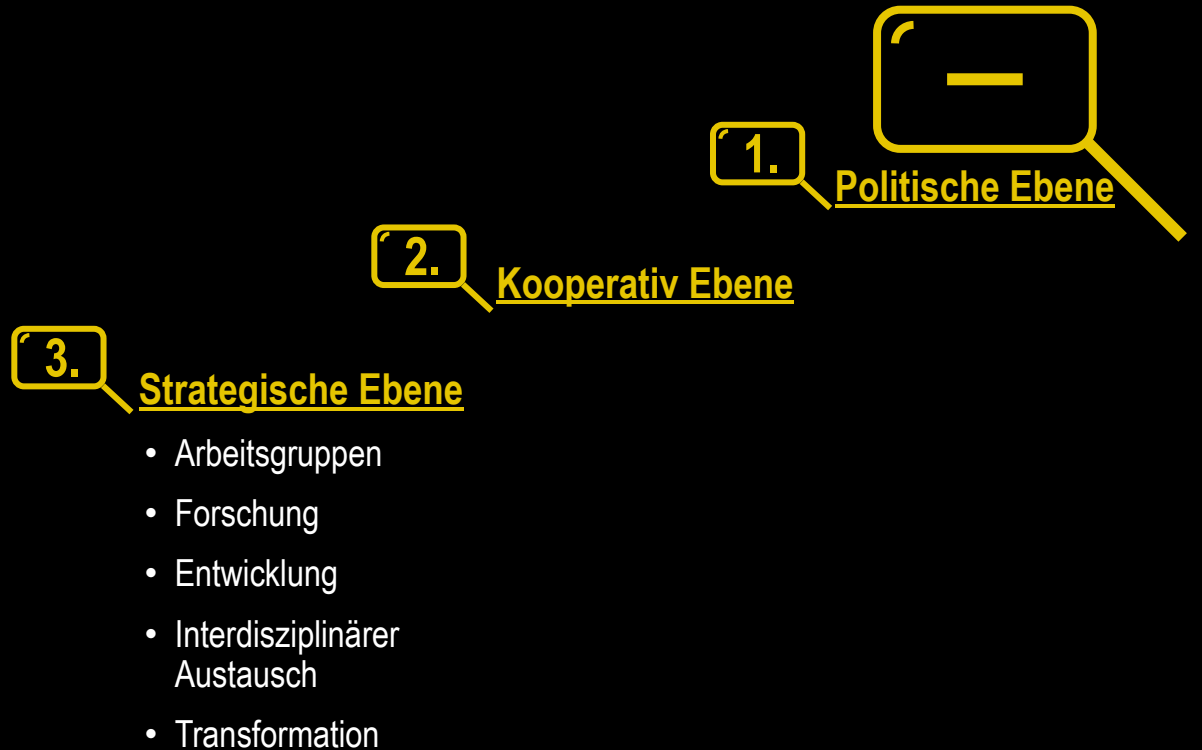 1.
Politische Ebene
2.
Kooperativ Ebene
3.
Strategische Ebene
• Arbeitsgruppen
• Forschung
• Entwicklung
• Interdisziplinärer
Austausch
• Transformation